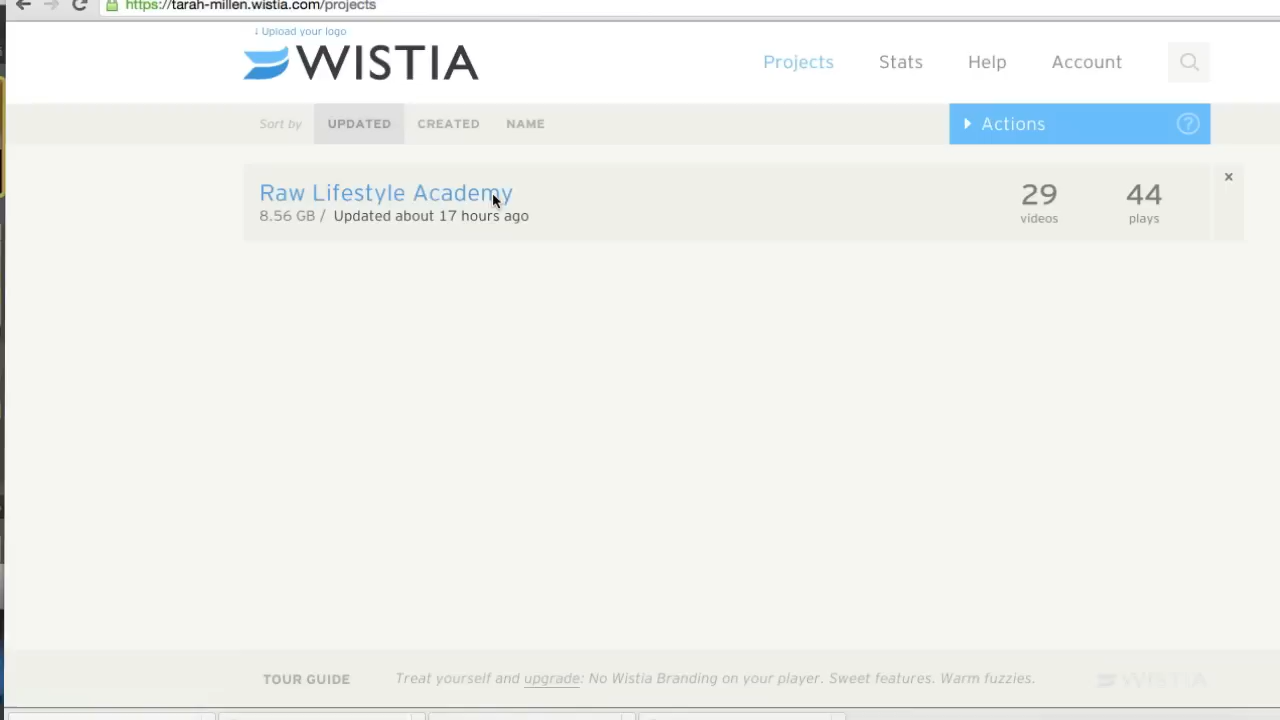 https://tarah-millen.wistia.com/projects
↓ Upload your logo
WISTIA
Projects Stats Help Account
Sort by UPDATED CREATED NAME
Actions ?
Raw Lifestyle Academy
8.56 GB / Updated about 17 hours ago
29 videos
44 plays
×
TOUR GUIDE Treat yourself and upgrade: No Wistia Branding on your player. Sweet features. Warm fuzzies. WISTIA